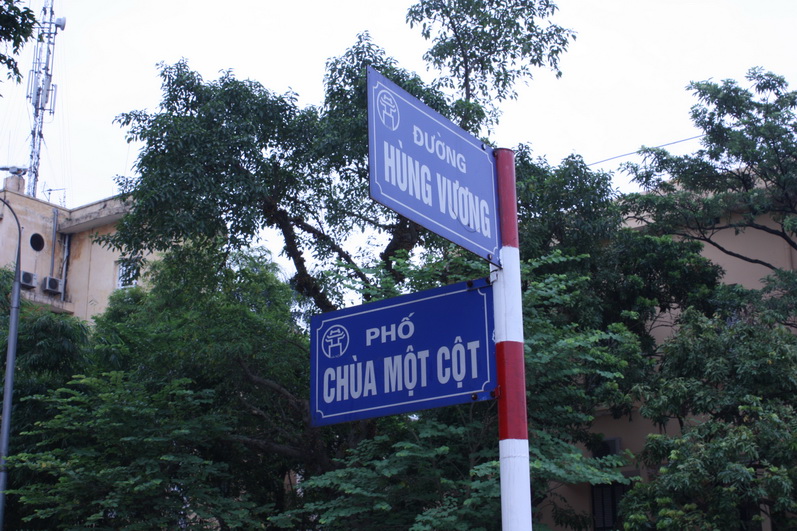 ĐƯỜNG
HÙNG VƯƠNG
PHỐ
CHÙA MỘT CỘT